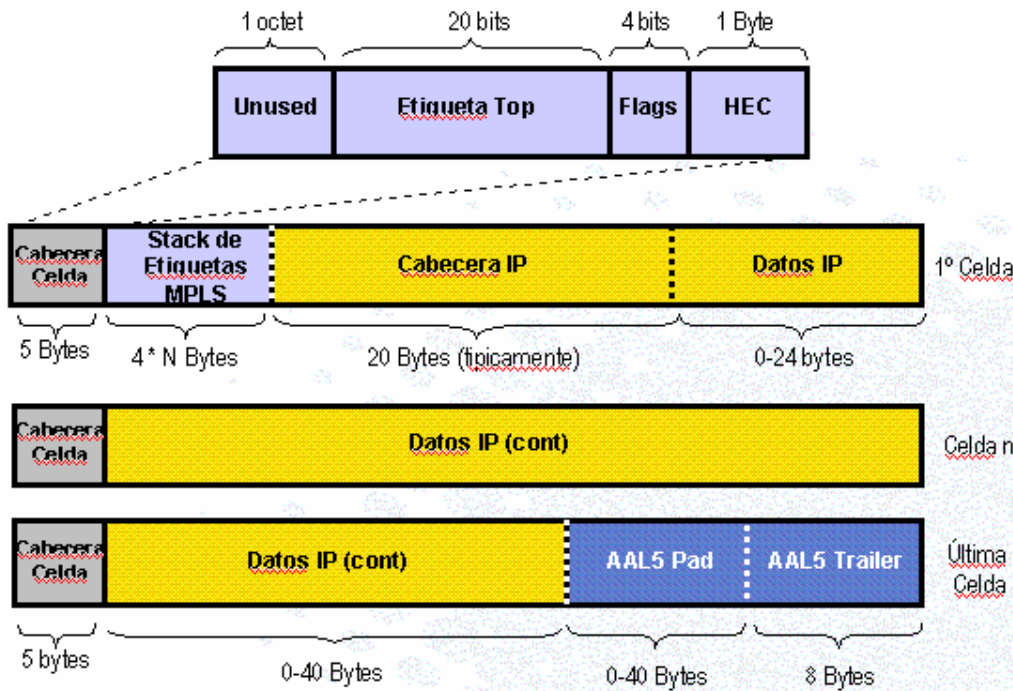 1 octet 20 bits 4 bits 1 Byte
Unused Etiqueta Top Flags HEC
Cabecera Celda Stack de Etiquetas MPLS Cabecera IP Datos IP 1º Celda
5 Bytes 4 * N Bytes 20 Bytes (tipicamente) 0-24 bytes
Cabecera Celda Datos IP (cont) Celda n
Cabecera Celda Datos IP (cont) AAL5 Pad AAL5 Trailer Última Celda
5 bytes 0-40 Bytes 0-40 Bytes 8 Bytes